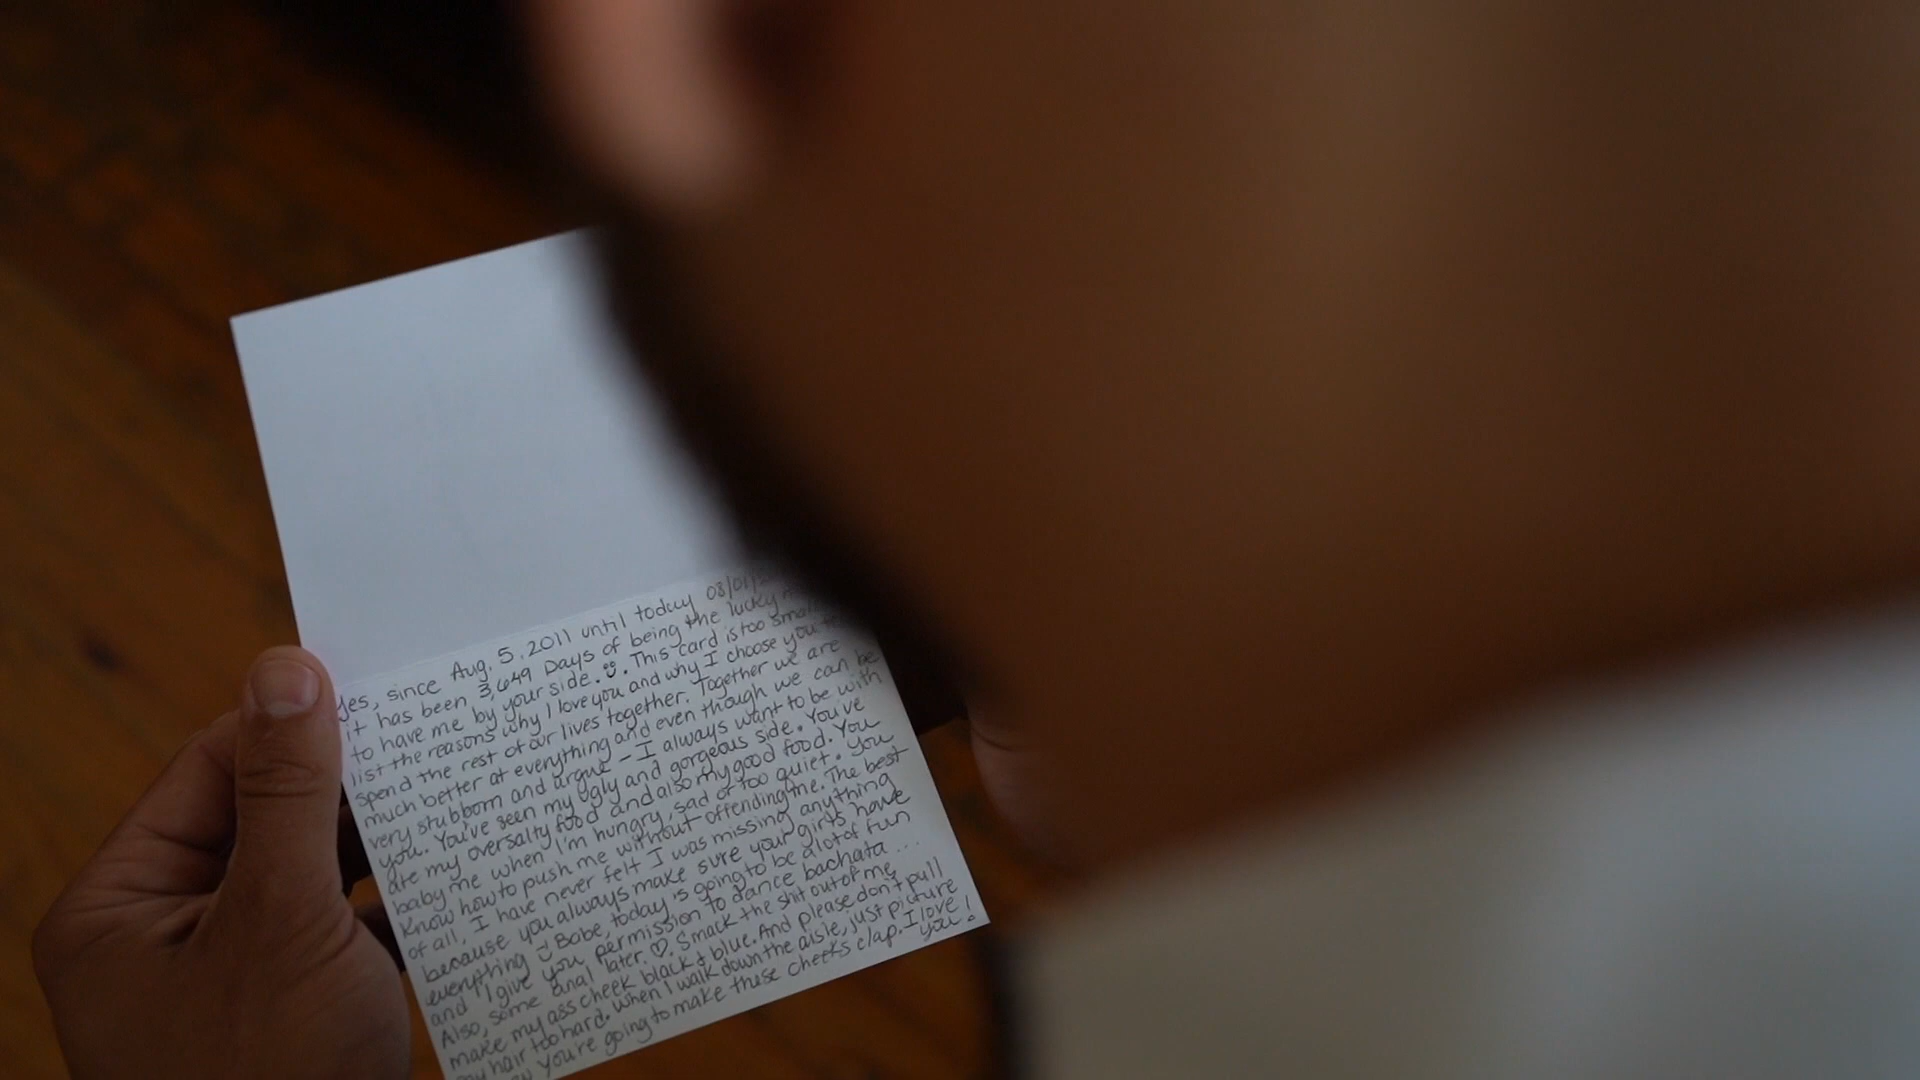 Yes, since Aug. 5, 2011 until today 08/01/
it has been 3,649 Days of being the lucky
to have me by your side. This card is too small
list the reasons why I love you and why I choose you to
spend the rest of our lives together. Together we are
much better at everything and even though we can be
very stubborn and argue - I always want to be with
you. You've seen my ugly and gorgeous side. You've
ate my oversalty food and also my good food. You
baby me when I'm hungry, sad or too quiet. You
know how to push me without offending me. The best
of all, I have never felt I was missing anything
because you always make sure your girls have
everything Babe, today is going to be a lot of fun
and I give you permission to dance bachata ...
Also, some anal later. ♡. Smack the shit out of me,
make my ass cheek black & blue. And please don't pull
my hair too hard. When I walk down the aisle, just picture
you're going to make these cheeks clap. I love
you!